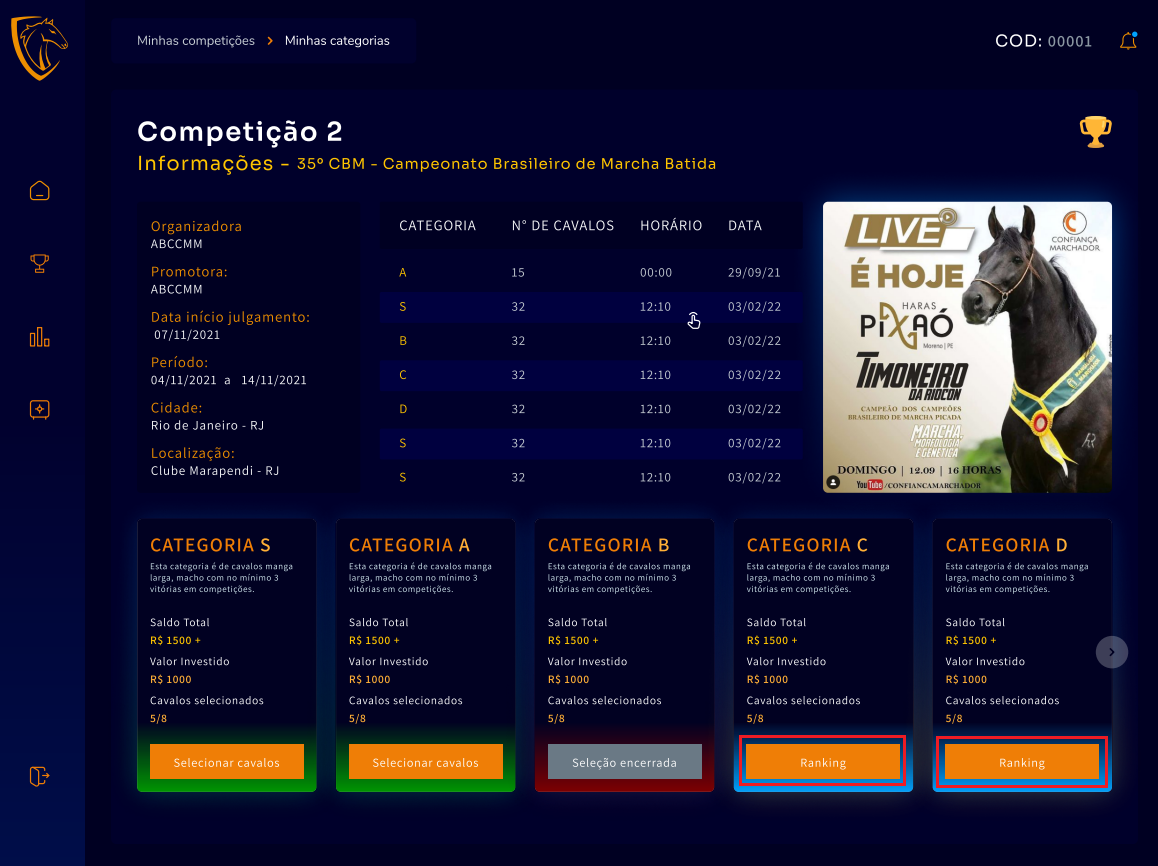 Minhas competições > Minhas categorias
COD: 00001
Competição 2
Informações - 35º CBM - Campeonato Brasileiro de Marcha Batida
Organizadora
ABCCMM
Promotora:
ABCCMM
Data início julgamento:
07/11/2021
Período:
04/11/2021 a 14/11/2021
Cidade:
Rio de Janeiro - RJ
Localização:
Clube Marapendi - RJ
CATEGORIA N° DE CAVALOS HORÁRIO DATA
A 15 00:00 29/09/21
S 32 12:10 03/02/22
B 32 12:10 03/02/22
C 32 12:10 03/02/22
D 32 12:10 03/02/22
S 32 12:10 03/02/22
S 32 12:10 03/02/22
LIVE
É HOJE
CONFIANÇA
MARCHADOR
HARAS
PIXAÓ
Moreno | PE
TIMONEIRO
DA RIOCON
CAMPEÃO DOS CAMPEÕES
BRASILEIRO DE MARCHA PICADA
MARCHA,
MORFOLOGIA
E GENÉTICA
DOMINGO | 12.09 | 16 HORAS
YouTube /CONFIANCAMARCHADOR
CATEGORIA S
Esta categoria é de cavalos manga
larga, macho com no mínimo 3
vitórias em competições.
Saldo Total
R$ 1500 +
Valor Investido
R$ 1000
Cavalos selecionados
5/8
Selecionar cavalos
CATEGORIA A
Esta categoria é de cavalos manga
larga, macho com no mínimo 3
vitórias em competições.
Saldo Total
R$ 1500 +
Valor Investido
R$ 1000
Cavalos selecionados
5/8
Selecionar cavalos
CATEGORIA B
Esta categoria é de cavalos manga
larga, macho com no mínimo 3
vitórias em competições.
Saldo Total
R$ 1500 +
Valor Investido
R$ 1000
Cavalos selecionados
5/8
Seleção encerrada
CATEGORIA C
Esta categoria é de cavalos manga
larga, macho com no mínimo 3
vitórias em competições.
Saldo Total
R$ 1500 +
Valor Investido
R$ 1000
Cavalos selecionados
5/8
Ranking
CATEGORIA D
Esta categoria é de cavalos manga
larga, macho com no mínimo 3
vitórias em competições.
Saldo Total
R$ 1500 +
Valor Investido
R$ 1000
Cavalos selecionados
5/8
Ranking